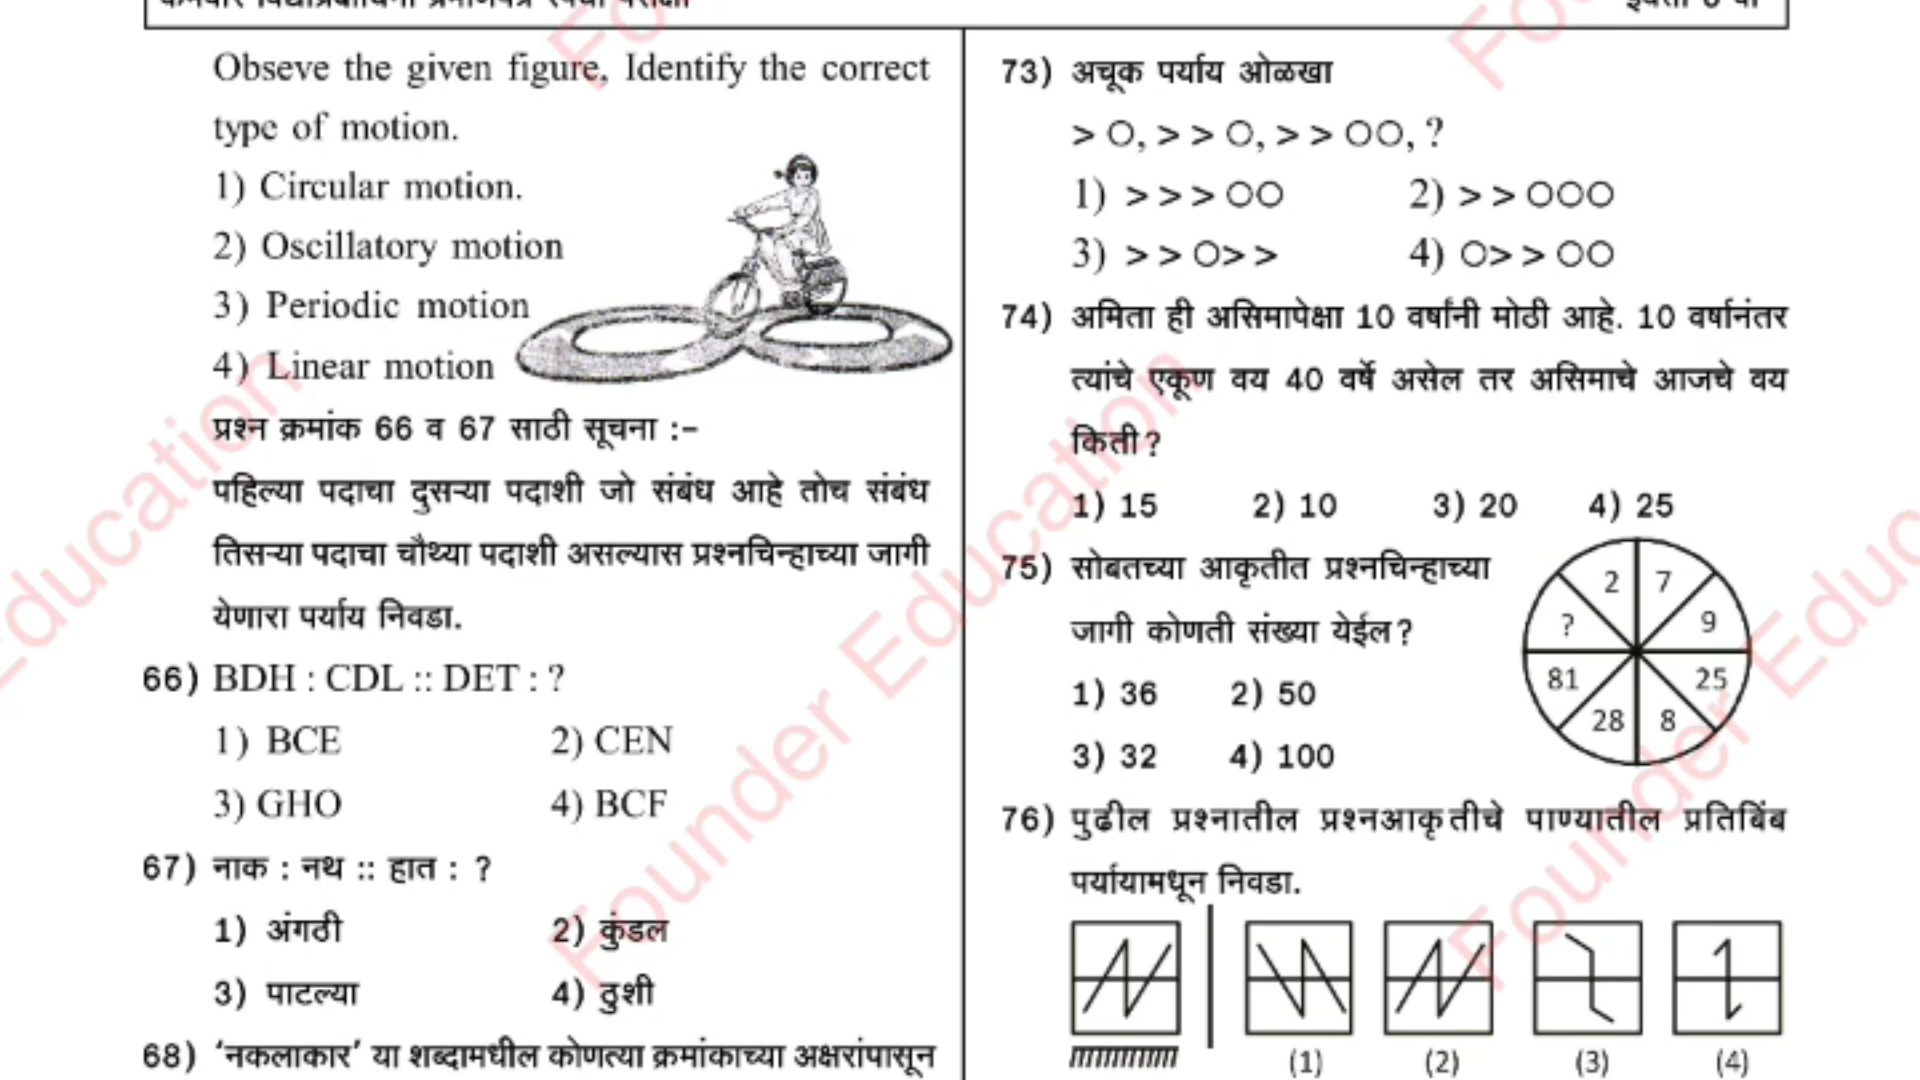 Obseve the given figure, Identify the correct
type of motion.
1) Circular motion.
2) Oscillatory motion
3) Periodic motion
4) Linear motion
प्रश्न क्रमांक 66 व 67 साठी सूचना :-
पहिल्या पदाचा दुसऱ्या पदाशी जो संबंध आहे तोच संबंध
तिसऱ्या पदाचा चौथ्या पदाशी असल्यास प्रश्नचिन्हाच्या जागी
येणारा पर्याय निवडा.
66) BDH : CDL :: DET : ?
1) BCE 2) CEN
3) GHO 4) BCF
67) नाक : नथ :: हात : ?
1) अंगठी 2) कुंडल
3) पाटल्या 4) ठुशी
68) ‘नकलाकार’ या शब्दामधील कोणत्या क्रमांकाच्या अक्षरांपासून
73) अचूक पर्याय ओळखा
> ○, > > ○, > > ○○, ?
1) > > > ○○ 2) > > ○○○
3) > > ○> > 4) ○> > ○○
74) अमिता ही असिमापेक्षा 10 वर्षांनी मोठी आहे. 10 वर्षानंतर
त्यांचे एकूण वय 40 वर्षे असेल तर असिमाचे आजचे वय
किती?
1) 15 2) 10 3) 20 4) 25
75) सोबतच्या आकृतीत प्रश्नचिन्हाच्या
जागी कोणती संख्या येईल?
1) 36 2) 50
3) 32 4) 100
2 7
? 9
81 25
28 8
76) पुढील प्रश्नातील प्रश्नआकृतीचे पाण्यातील प्रतिबिंब
पर्यायामधून निवडा.
(1) (2) (3) (4)
Founder Education
Founder Education